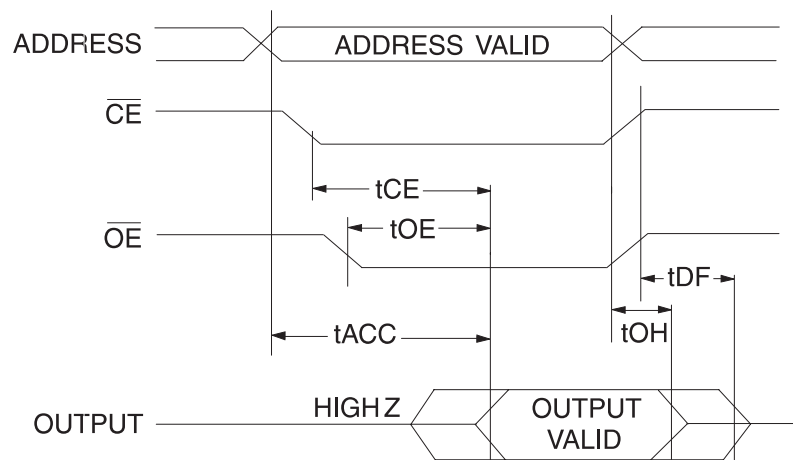 ADDRESS
ADDRESS VALID
CE
tCE
tOE
OE
tDF
tACC
tOH
HIGH Z
OUTPUT
OUTPUT
VALID